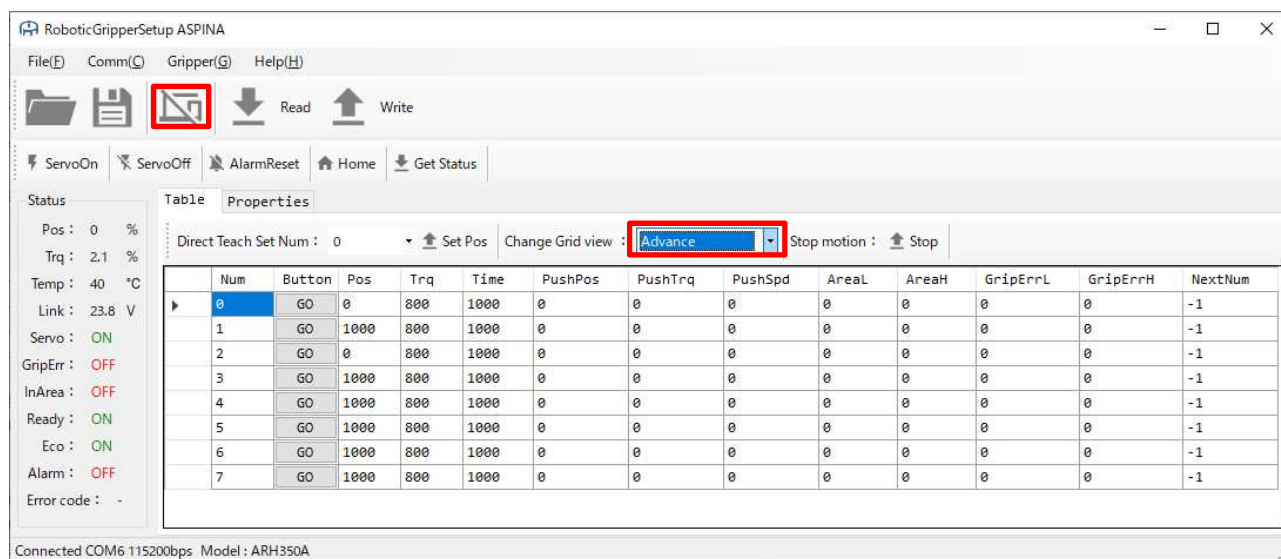 RoboticGripperSetup ASPINA
File(F) Comm(C) Gripper(G) Help(H)
Read Write
ServoOn ServoOff AlarmReset Home Get Status
Status
Pos : 0 %
Trq : 2.1 %
Temp : 40 °C
Link : 23.8 V
Servo : ON
GripErr : OFF
InArea : OFF
Ready : ON
Eco : ON
Alarm : OFF
Error code : -
Table Properties
Direct Teach Set Num : 0 Set Pos Change Grid view : Advance Stop motion : Stop
Num Button Pos Trq Time PushPos PushTrq PushSpd AreaL AreaH GripErrL GripErrH NextNum
0 GO 0 800 1000 0 0 0 0 0 0 0 -1
1 GO 1000 800 1000 0 0 0 0 0 0 0 -1
2 GO 0 800 1000 0 0 0 0 0 0 0 -1
3 GO 1000 800 1000 0 0 0 0 0 0 0 -1
4 GO 1000 800 1000 0 0 0 0 0 0 0 -1
5 GO 1000 800 1000 0 0 0 0 0 0 0 -1
6 GO 1000 800 1000 0 0 0 0 0 0 0 -1
7 GO 1000 800 1000 0 0 0 0 0 0 0 -1
Connected COM6 115200bps Model : ARH350A